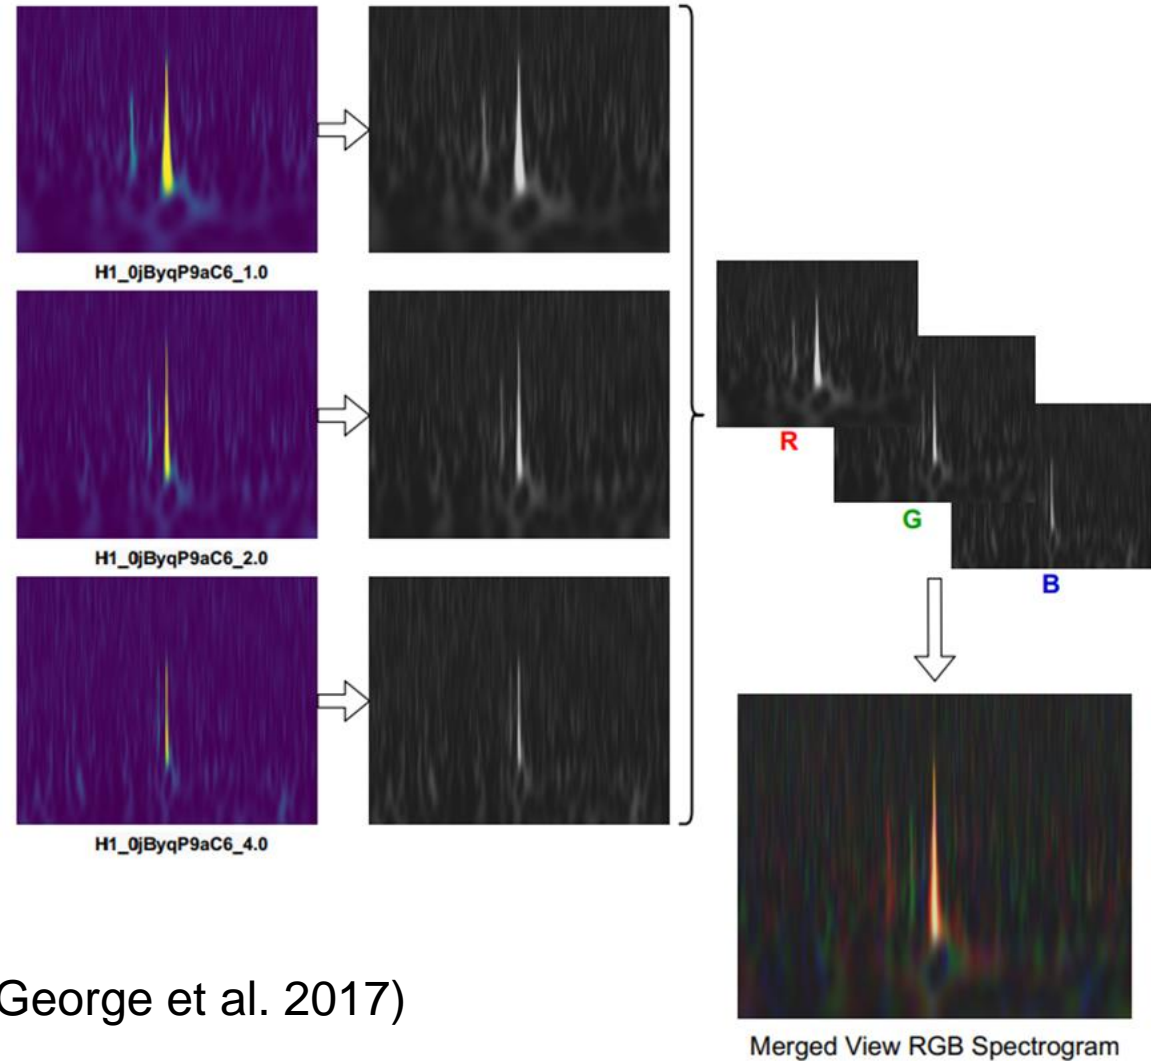 H1_0jByqP9aC6_1.0
H1_0jByqP9aC6_2.0
H1_0jByqP9aC6_4.0
R
G
B
Merged View RGB Spectrogram
George et al. 2017)